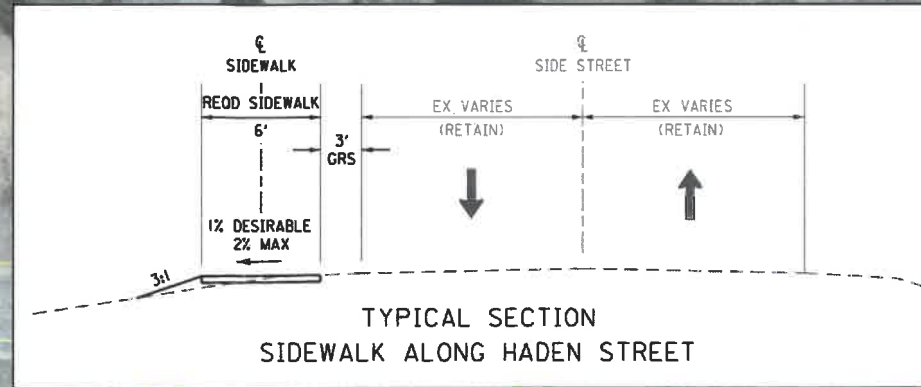 ℄
SIDEWALK
REQD SIDEWALK
6'
3'
GRS
1% DESIRABLE
2% MAX
3:1
℄
SIDE STREET
EX VARIES
(RETAIN)
EX VARIES
(RETAIN)
TYPICAL SECTION
SIDEWALK ALONG HADEN STREET